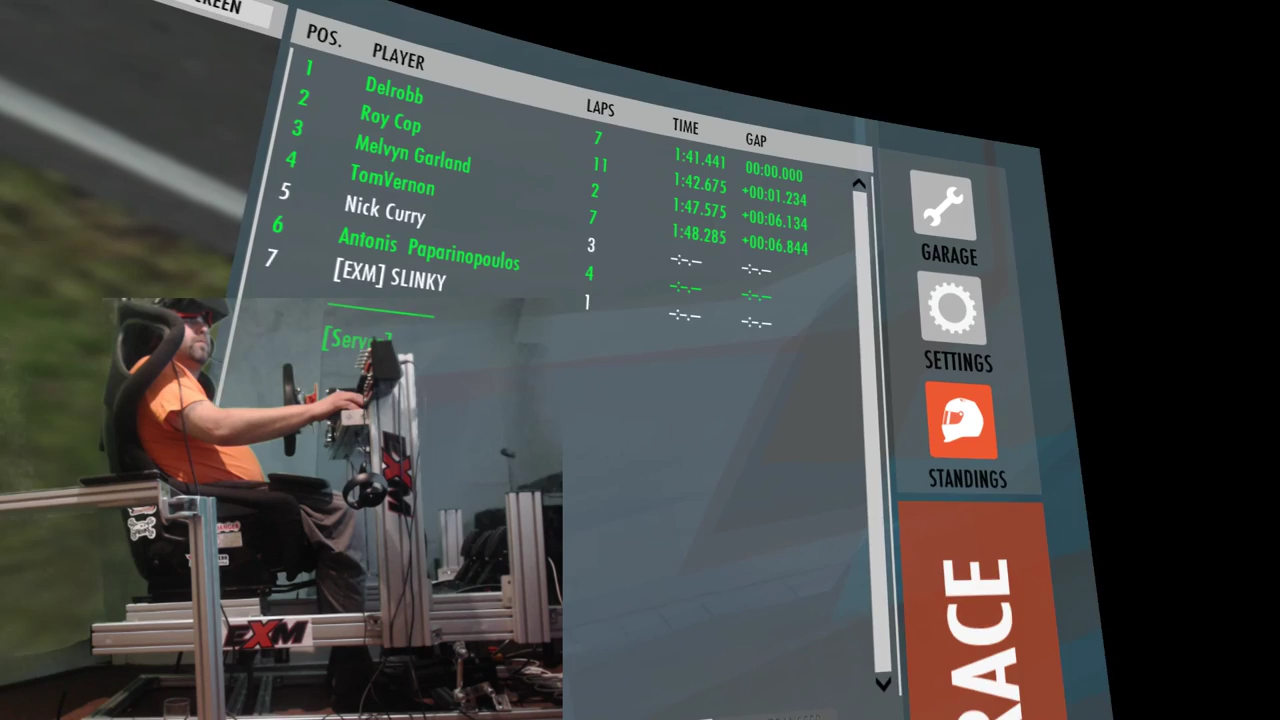 REEN
POS. PLAYER LAPS TIME GAP
1 Delrobb 7 1:41.441 00:00.000
2 Roy Cop 11 1:42.675 +00:01.234
3 Melvyn Garland 2 1:47.575 +00:06.134
4 TomVernon 7 1:48.285 +00:06.844
5 Nick Curry 3 --:--.-- --:--.--
6 Antonis Paparinopoulos 4 --:--.-- --:--.--
7 [EXM] SLINKY 1 --:--.-- --:--.--
GARAGE
SETTINGS
STANDINGS
RACE
EXM
EXM